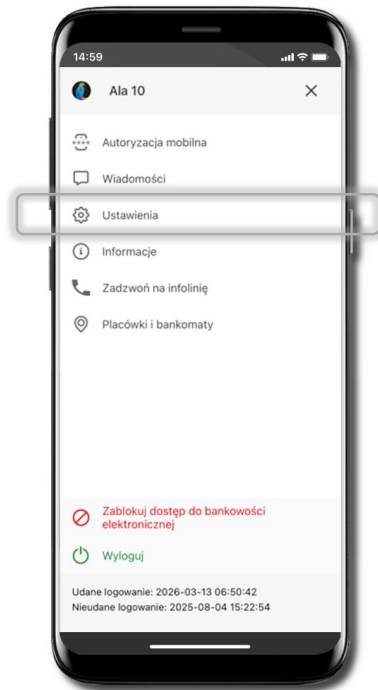 14:59
Ala 10
Autoryzacja mobilna
Wiadomości
Ustawienia
Informacje
Zadzwoń na infolinię
Placówki i bankomaty
Zablokuj dostęp do bankowości
elektronicznej
Wyloguj
Udane logowanie: 2026-03-13 06:50:42
Nieudane logowanie: 2025-08-04 15:22:54